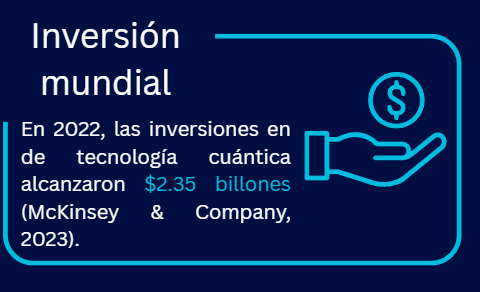 Inversión
mundial
$
En 2022, las inversiones en
de tecnología cuántica
alcanzaron $2.35 billones
(McKinsey & Company,
2023).